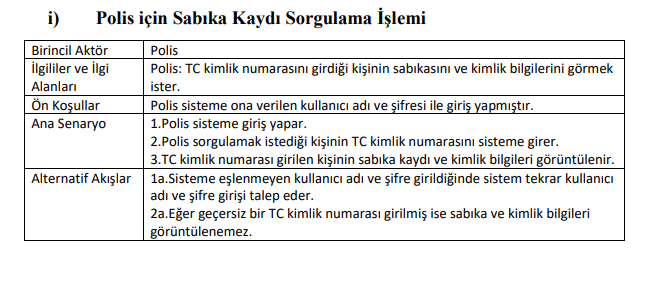 i) Polis için Sabıka Kaydı Sorgulama İşlemi
Birincil Aktör Polis
İlgililer ve İlgi Polis: TC kimlik numarasını girdiği kişinin sabıkasını ve kimlik bilgilerini görmek
Alanları ister.
Ön Koşullar Polis sisteme ona verilen kullanıcı adı ve şifresi ile giriş yapmıştır.
Ana Senaryo 1.Polis sisteme giriş yapar.
2.Polis sorgulamak istediği kişinin TC kimlik numarasını sisteme girer.
3.TC kimlik numarası girilen kişinin sabıka kaydı ve kimlik bilgileri görüntülenir.
Alternatif Akışlar 1a.Sisteme eşlenmeyen kullanıcı adı ve şifre girildiğinde sistem tekrar kullanıcı
adı ve şifre girişi talep eder.
2a.Eğer geçersiz bir TC kimlik numarası girilmiş ise sabıka ve kimlik bilgileri
görüntülenemez.